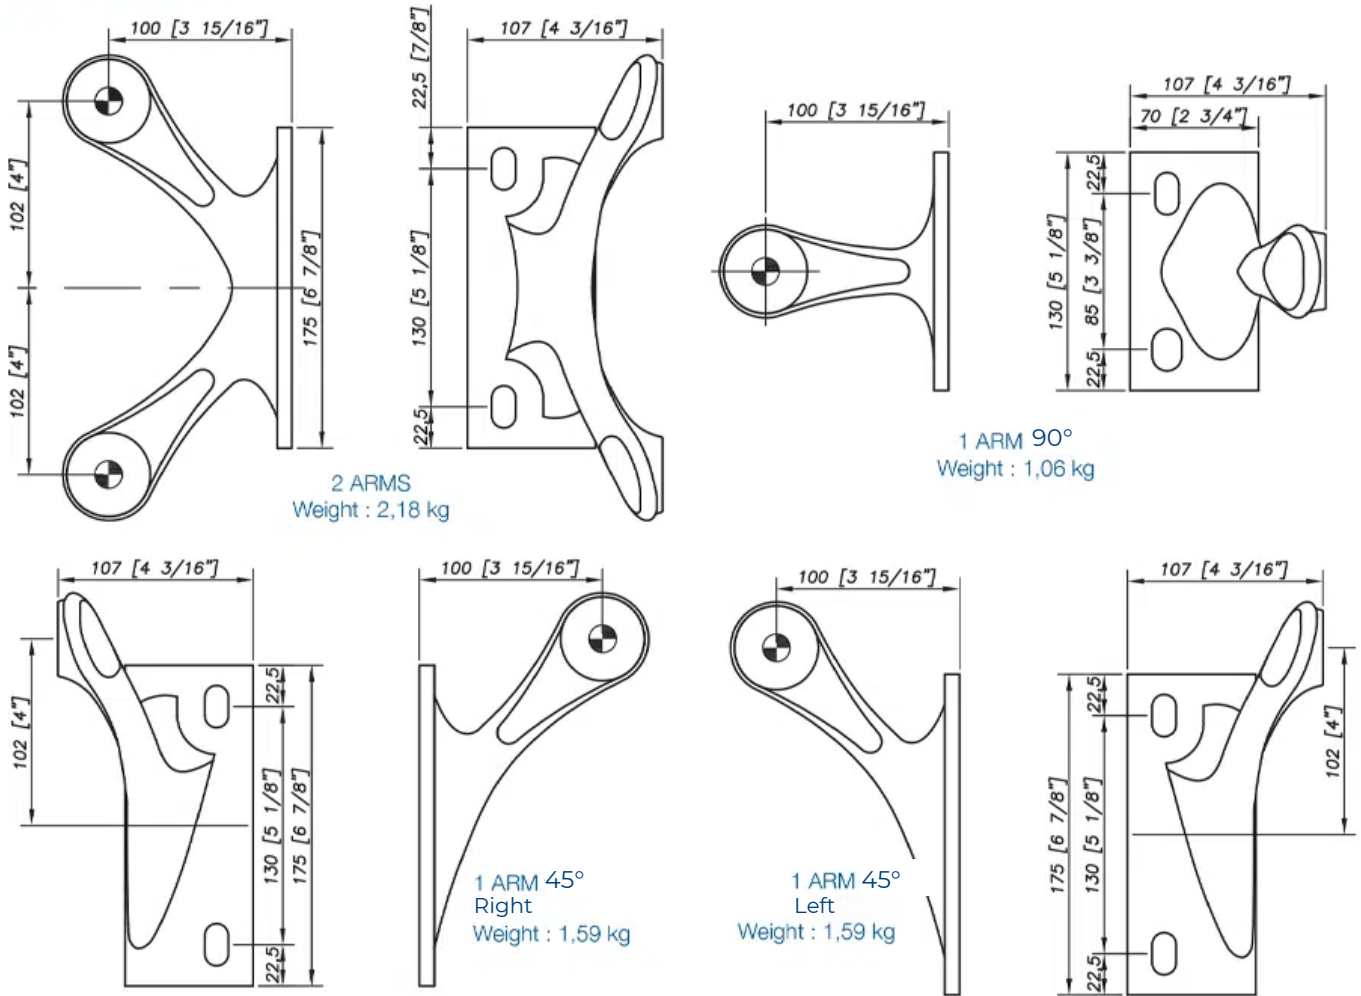 100 [3 15/16"]
107 [4 3/16"]
22,5 [7/8"]
102 [4"]
102 [4"]
175 [6 7/8"]
130 [5 1/8"]
22,5
2 ARMS
Weight : 2,18 kg
100 [3 15/16"]
107 [4 3/16"]
70 [2 3/4"]
22,5
130 [5 1/8"]
85 [3 3/8"]
22,5
1 ARM 90°
Weight : 1,06 kg
107 [4 3/16"]
102 [4"]
22,5
130 [5 1/8"]
175 [6 7/8"]
22,5
100 [3 15/16"]
1 ARM 45°
Right
Weight : 1,59 kg
100 [3 15/16"]
1 ARM 45°
Left
Weight : 1,59 kg
107 [4 3/16"]
22,5
175 [6 7/8"]
130 [5 1/8"]
102 [4"]
22,5